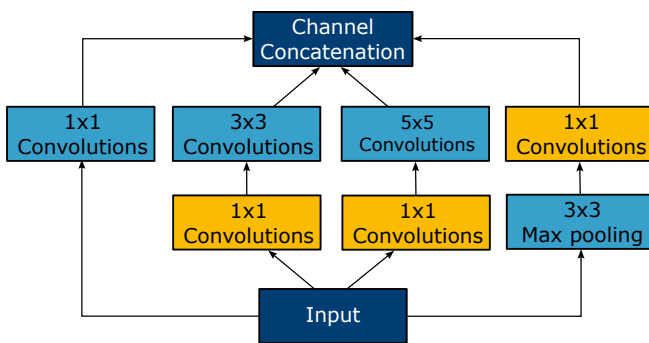 Channel
Concatenation
1x1
Convolutions
3x3
Convolutions
5x5
Convolutions
1x1
Convolutions
1x1
Convolutions
1x1
Convolutions
3x3
Max pooling
Input